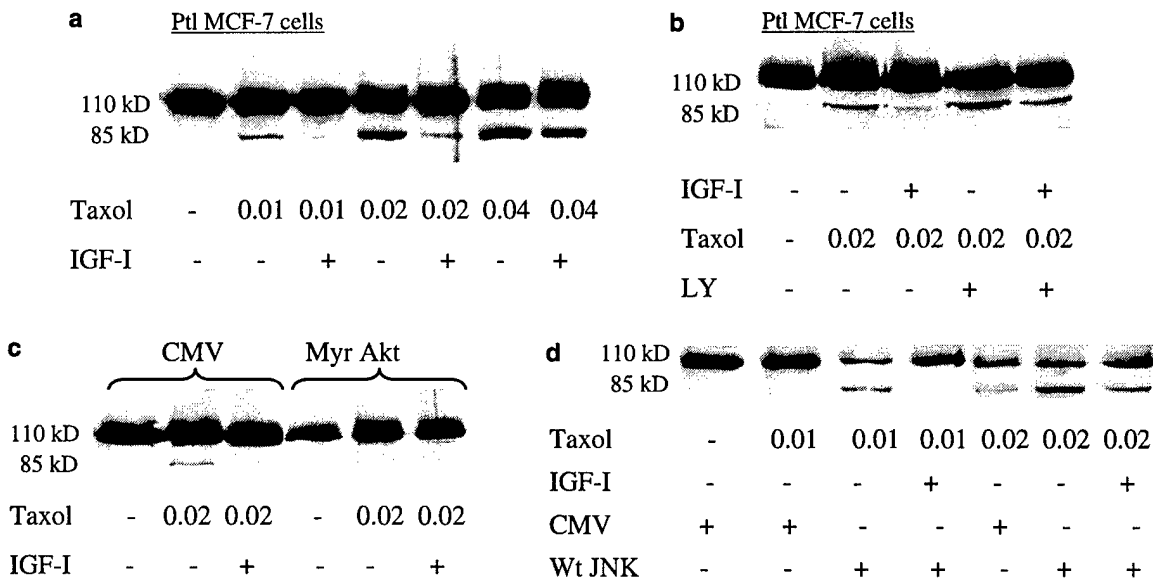 a
Ptl MCF-7 cells
110 kD
85 kD
Taxol - 0.01 0.01 0.02 0.02 0.04 0.04
IGF-I - - + - + - +
b
Ptl MCF-7 cells
110 kD
85 kD
IGF-I - - + - +
Taxol - 0.02 0.02 0.02 0.02
LY - - - + +
c
CMV Myr Akt
110 kD
85 kD
Taxol - 0.02 0.02 - 0.02 0.02
IGF-I - - + - - +
d
110 kD
85 kD
Taxol - 0.01 0.01 0.01 0.02 0.02 0.02
IGF-I - - - + - - +
CMV + + - - + - -
Wt JNK - - + + - + +